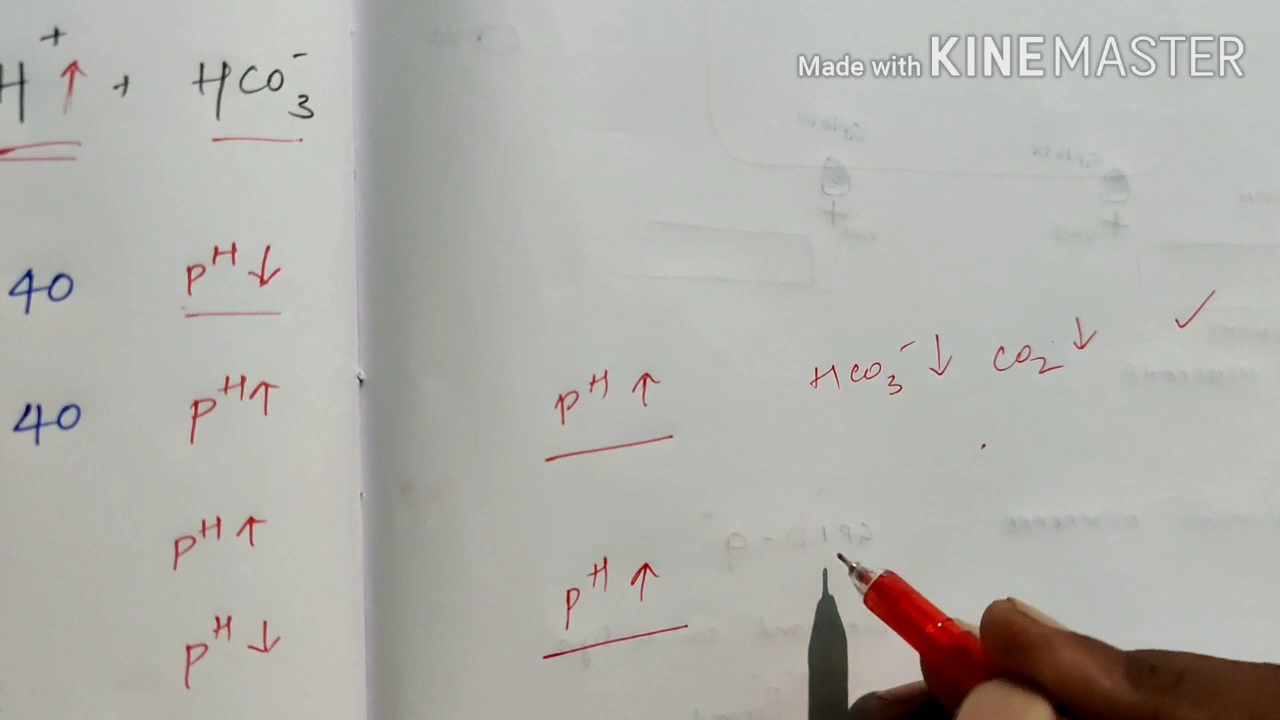 Made with KINEMASTER
H⁺ ↑ + HCO₃⁻
40 pH ↓
40 pH ↑
pH ↑
pH ↓
pH ↑ HCO₃⁻ ↓ CO₂ ↓ ✓
pH ↑